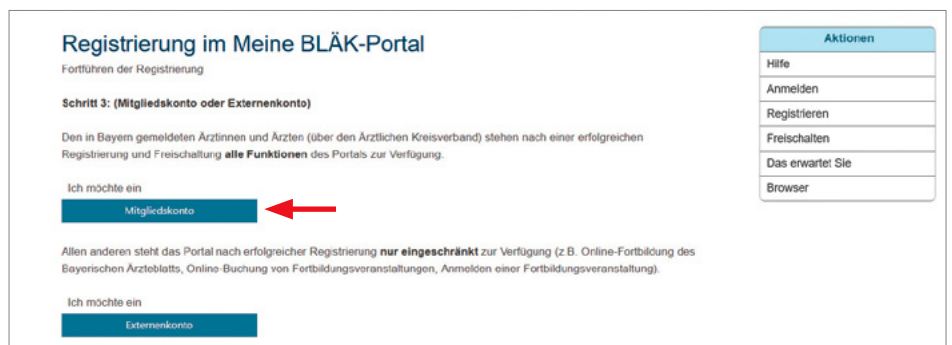 Registrierung im Meine BLÄK-Portal
Fortführen der Registrierung
Schritt 3: (Mitgliedskonto oder Externenkonto)
Den in Bayern gemeldeten Ärztinnen und Ärzten (über den Ärztlichen Kreisverband) stehen nach einer erfolgreichen
Registrierung und Freischaltung alle Funktionen des Portals zur Verfügung.
Ich möchte ein
Mitgliedskonto
Allen anderen steht das Portal nach erfolgreicher Registrierung nur eingeschränkt zur Verfügung (z.B. Online-Fortbildung des
Bayerischen Ärzteblatts, Online-Buchung von Fortbildungsveranstaltungen, Anmelden einer Fortbildungsveranstaltung).
Ich möchte ein
Externenkonto
Aktionen
Hilfe
Anmelden
Registrieren
Freischalten
Das erwartet Sie
Browser